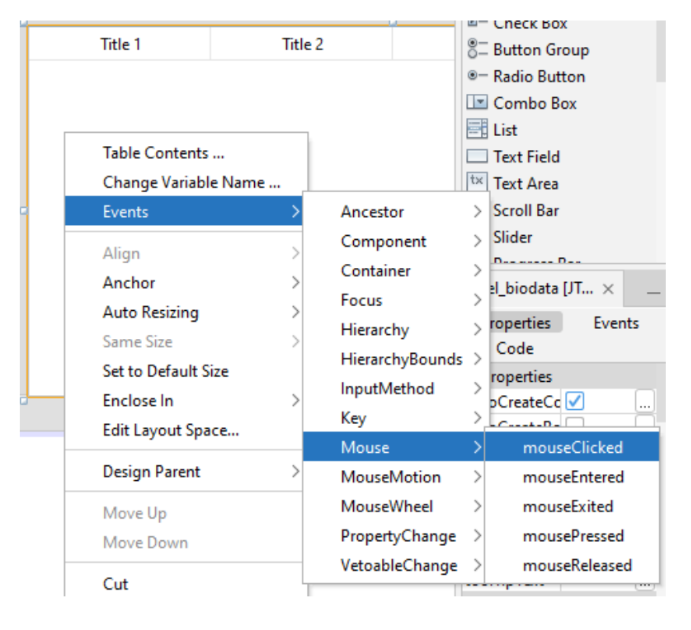 Title 1
Title 2
Table Contents ...
Change Variable Name ...
Events
Align
Anchor
Auto Resizing
Same Size
Set to Default Size
Enclose In
Edit Layout Space...
Design Parent
Move Up
Move Down
Cut
Ancestor
Component
Container
Focus
Hierarchy
HierarchyBounds
InputMethod
Key
Mouse
MouseMotion
MouseWheel
PropertyChange
VetoableChange
mouseClicked
mouseEntered
mouseExited
mousePressed
mouseReleased
Check Box
Button Group
Radio Button
Combo Box
List
Text Field
tx Text Area
Scroll Bar
Slider
Progress Bar
el_biodata [JT...
roperties Events
Code
roperties
oCreateCc ...